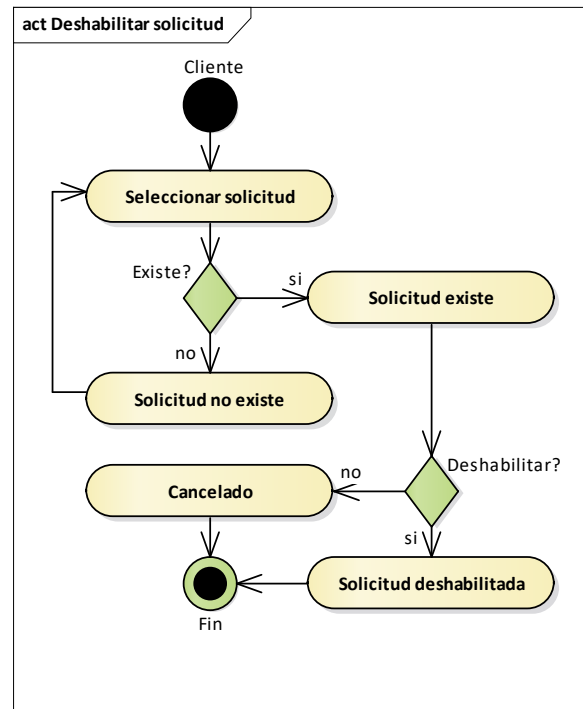 act Deshabilitar solicitud
Cliente
Seleccionar solicitud
Existe?
si
Solicitud existe
no
Solicitud no existe
Deshabilitar?
no
Cancelado
si
Solicitud deshabilitada
Fin